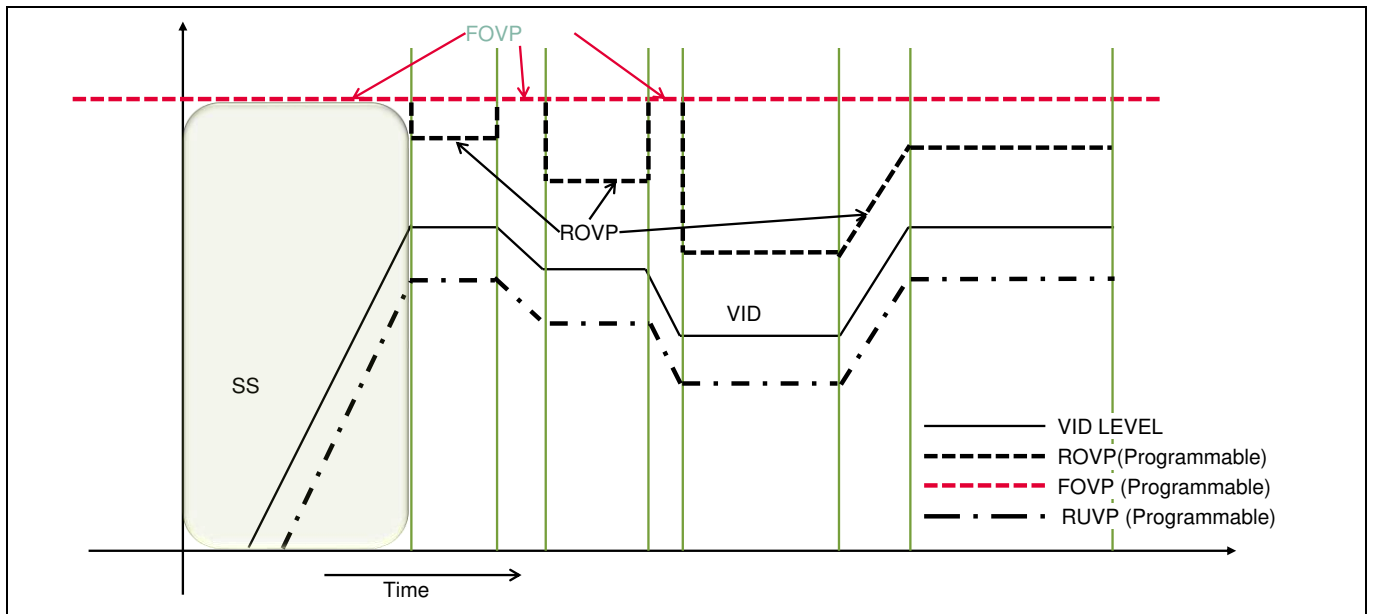 FOVP
ROVP
VID
SS
VID LEVEL
ROVP(Programmable)
FOVP (Programmable)
RUVP (Programmable)
Time